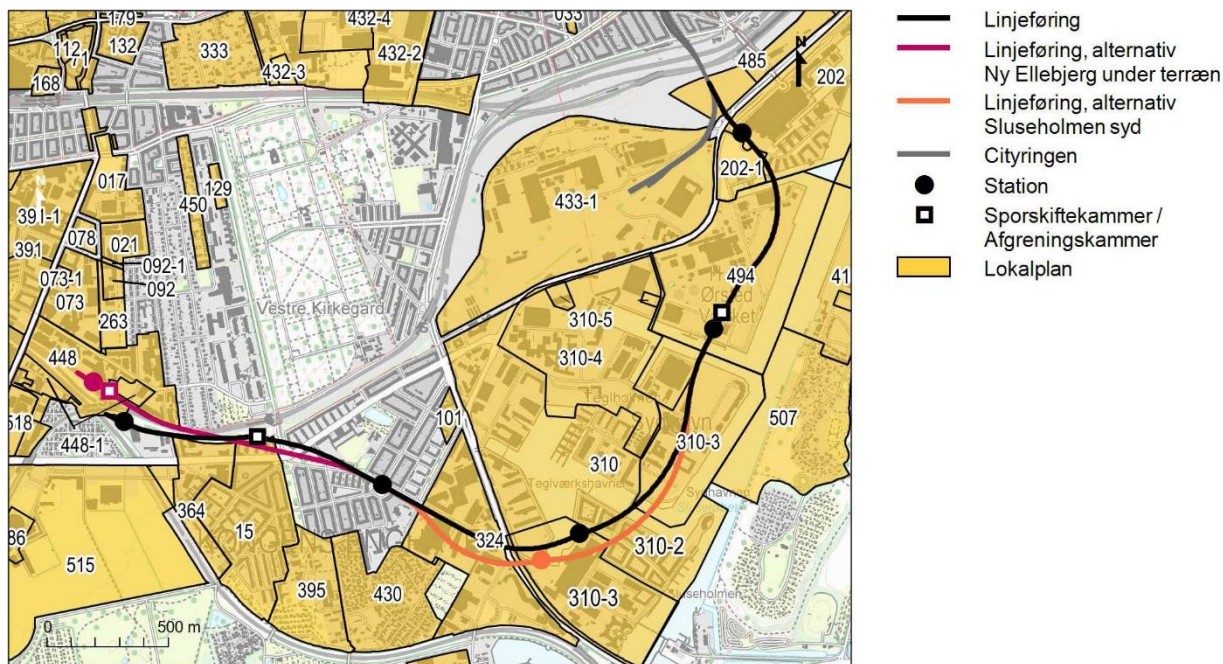 179
112
71
132
168
333
432-4
432-3
432-2
033
485
N
202
202-1
017
129
450
391-1
391
078
021
092-1
092
073-1
073
263
433-1
Vestre Kirkegård
494
Ørsted
41
310-5
310-4
Teglholmen
448
101
507
518
448-1
310-3
310
Teglværkshavnen
Sydhavnen
364
15
324
310-2
86
515
395
430
310-3
Sluseholmen
0 500 m
Linjeføring
Linjeføring, alternativ
Ny Ellebjerg under terræn
Linjeføring, alternativ
Sluseholmen syd
Cityringen
Station
Sporskiftekammer /
Afgreningskammer
Lokalplan